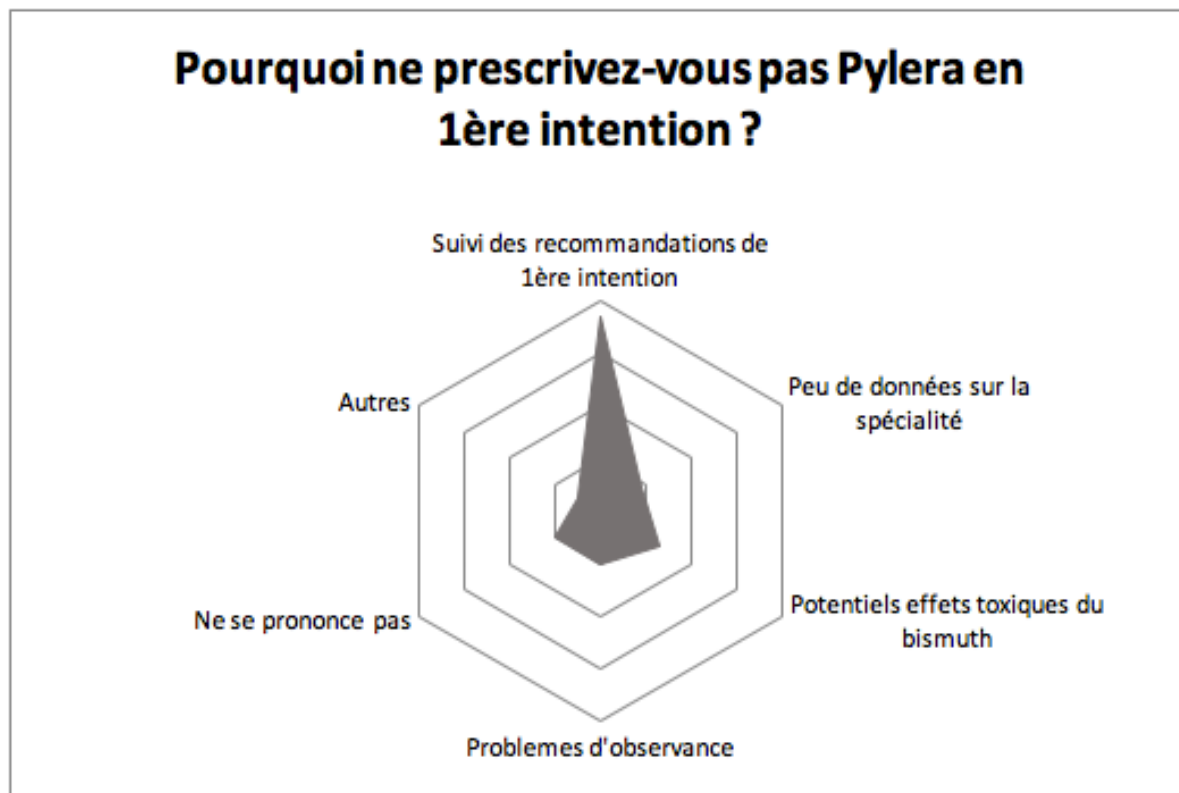 Pourquoi ne prescrivez-vous pas Pylera en
1ère intention ?
Suivi des recommandations de
1ère intention
Peu de données sur la
spécialité
Potentiels effets toxiques du
bismuth
Problemes d'observance
Ne se prononce pas
Autres